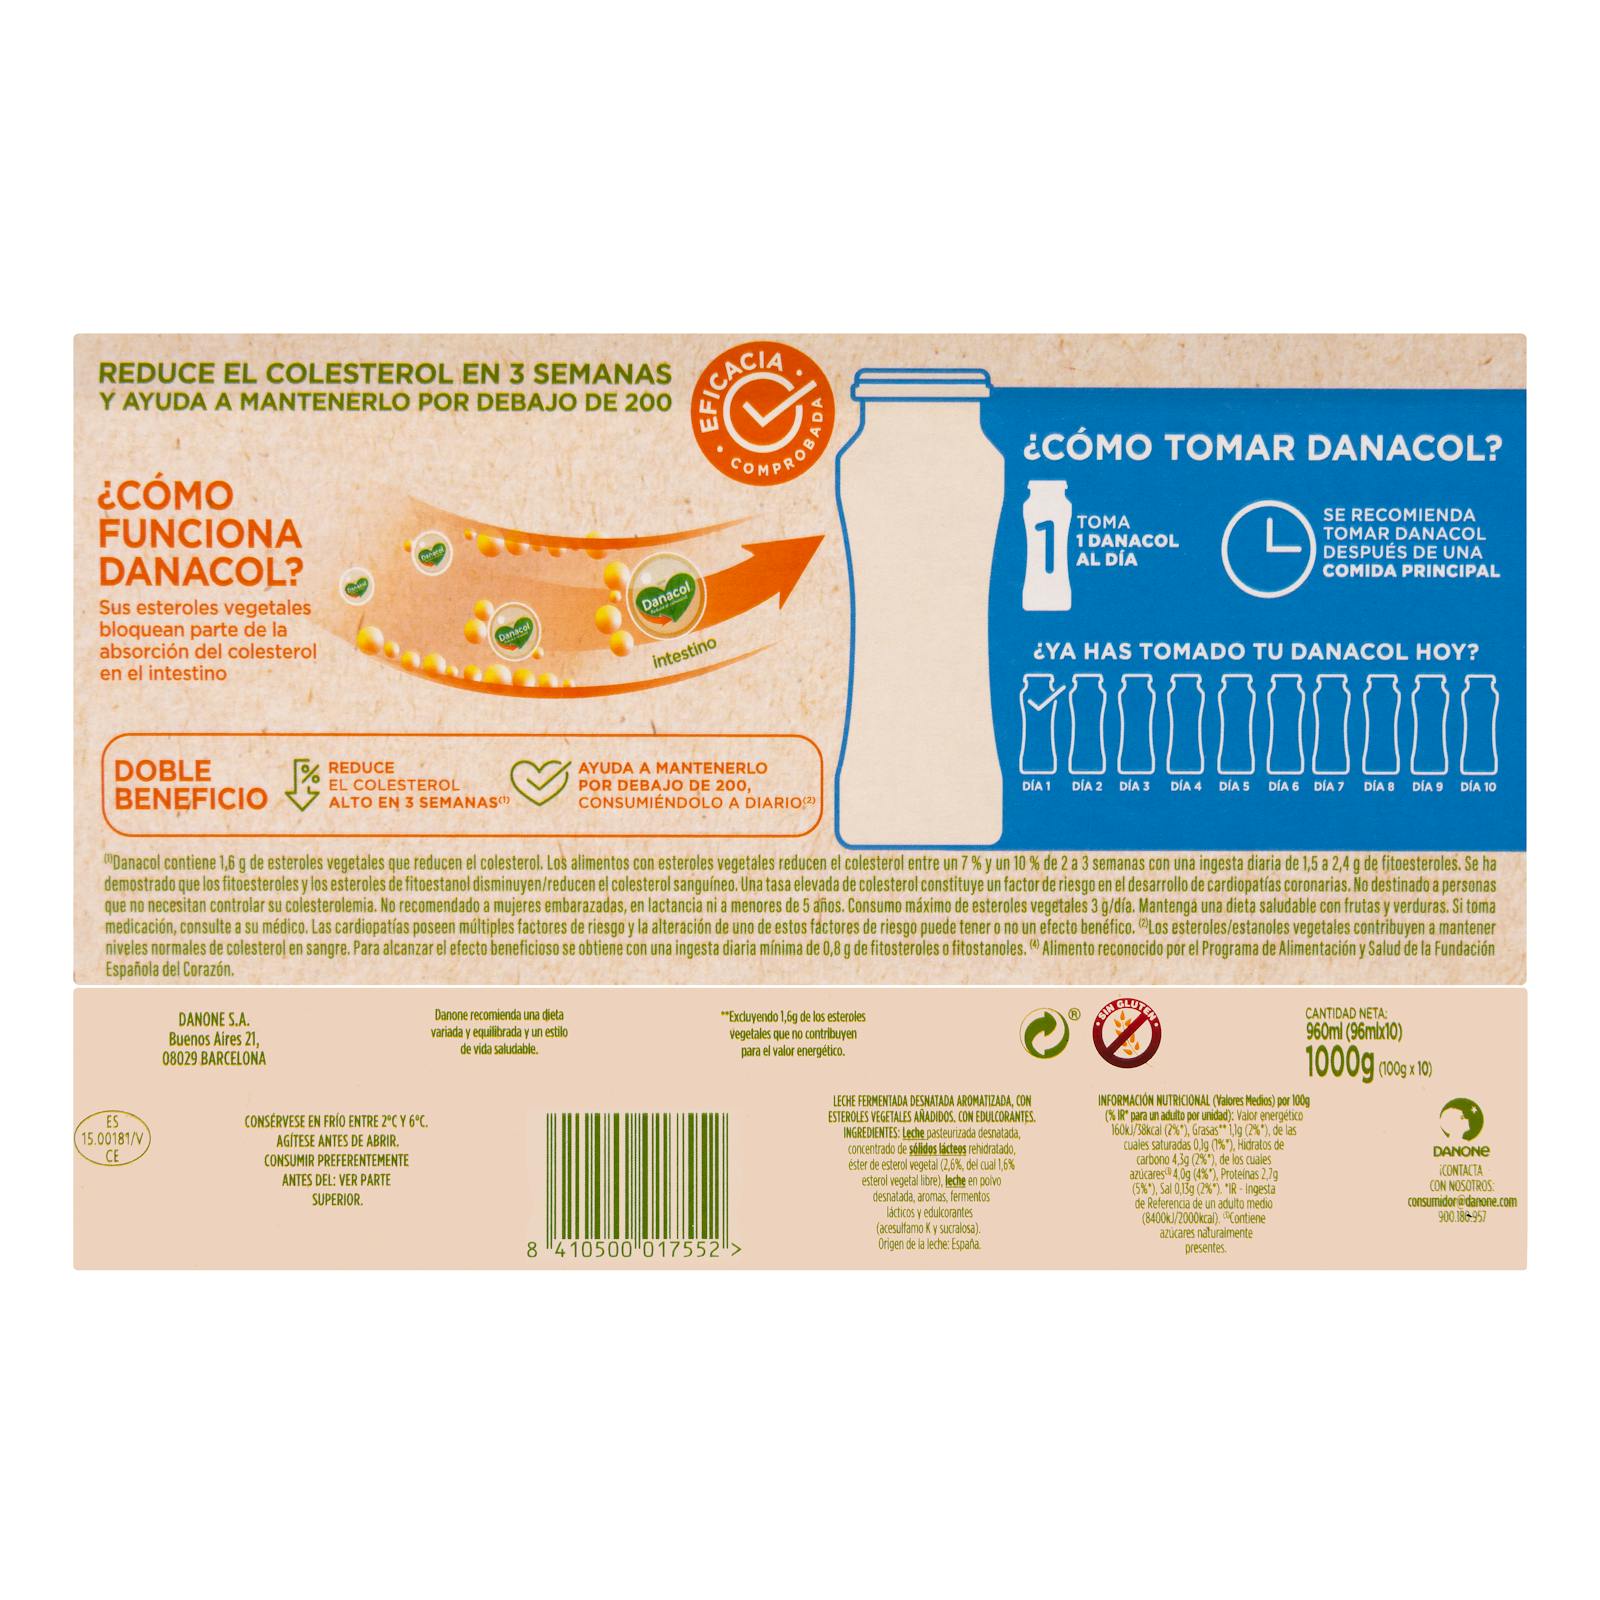 REDUCE EL COLESTEROL EN 3 SEMANAS
Y AYUDA A MANTENERLO POR DEBAJO DE 200
EFICACIA
COMPROBADA
¿CÓMO
FUNCIONA
DANACOL?
Sus esteroles vegetales
bloquean parte de la
absorción del colesterol
en el intestino
Danacol
Danacol
Danacol
Danacol
intestino
DOBLE
BENEFICIO
%
REDUCE
EL COLESTEROL
ALTO EN 3 SEMANAS(1)
AYUDA A MANTENERLO
POR DEBAJO DE 200,
CONSUMIÉNDOLO A DIARIO(2)
¿CÓMO TOMAR DANACOL?
1
TOMA
1 DANACOL
AL DÍA
SE RECOMIENDA
TOMAR DANACOL
DESPUÉS DE UNA
COMIDA PRINCIPAL
¿YA HAS TOMADO TU DANACOL HOY?
DÍA 1 DÍA 2 DÍA 3 DÍA 4 DÍA 5 DÍA 6 DÍA 7 DÍA 8 DÍA 9 DÍA 10
(1)Danacol contiene 1,6 g de esteroles vegetales que reducen el colesterol. Los alimentos con esteroles vegetales reducen el colesterol entre un 7 % y un 10 % de 2 a 3 semanas con una ingesta diaria de 1,5 a 2,4 g de fitoesteroles. Se ha
demostrado que los fitoesteroles y los esteroles de fitoestanol disminuyen/reducen el colesterol sanguíneo. Una tasa elevada de colesterol constituye un factor de riesgo en el desarrollo de cardiopatías coronarias. No destinado a personas
que no necesitan controlar su colesterolemia. No recomendado a mujeres embarazadas, en lactancia ni a menores de 5 años. Consumo máximo de esteroles vegetales 3 g/día. Mantenga una dieta saludable con frutas y verduras. Si toma
medicación, consulte a su médico. Las cardiopatías poseen múltiples factores de riesgo y la alteración de uno de estos factores de riesgo puede tener o no un efecto benéfico. (2)Los esteroles/estanoles vegetales contribuyen a mantener
niveles normales de colesterol en sangre. Para alcanzar el efecto beneficioso se obtiene con una ingesta diaria mínima de 0,8 g de fitosteroles o fitostanoles. (4) Alimento reconocido por el Programa de Alimentación y Salud de la Fundación
Española del Corazón.
DANONE S.A.
Buenos Aires 21,
08029 BARCELONA
Danone recomienda una dieta
variada y equilibrada y un estilo
de vida saludable.
**Excluyendo 1,6g de los esteroles
vegetales que no contribuyen
para el valor energético.
®
SIN GLUTEN
CANTIDAD NETA:
960ml (96mlx10)
1000g (100g x 10)
ES
15.00181/V
CE
CONSÉRVESE EN FRÍO ENTRE 2ºC Y 6ºC.
AGÍTESE ANTES DE ABRIR.
CONSUMIR PREFERENTEMENTE
ANTES DEL: VER PARTE
SUPERIOR.
8 410500 017552 >
LECHE FERMENTADA DESNATADA AROMATIZADA, CON
ESTEROLES VEGETALES AÑADIDOS, CON EDULCORANTES.
INGREDIENTES: Leche pasteurizada desnatada,
concentrado de sólidos lácteos rehidratado,
éster de esterol vegetal (2,6%, del cual 1,6%
esterol vegetal libre), leche en polvo
desnatada, aromas, fermentos
lácticos y edulcorantes
(acesulfamo K y sucralosa).
Origen de la leche: España.
INFORMACIÓN NUTRICIONAL (Valores Medios) por 100g
(% IR* para un adulto por unidad): Valor energético
160kJ/38kcal (2%*), Grasas** 1,1g (2%*), de las
cuales saturadas 0,1g (1%*), Hidratos de
carbono 4,3g (2%*), de los cuales
azúcares(3) 4,0g (4%*), Proteínas 2,7g
(5%*), Sal 0,13g (2%*). *IR - Ingesta
de Referencia de un adulto medio
(8400kJ/2000kcal). (3)Contiene
azúcares naturalmente
presentes.
DANONE
¡CONTACTA
CON NOSOTROS:
consumidor@danone.com
900.180.957